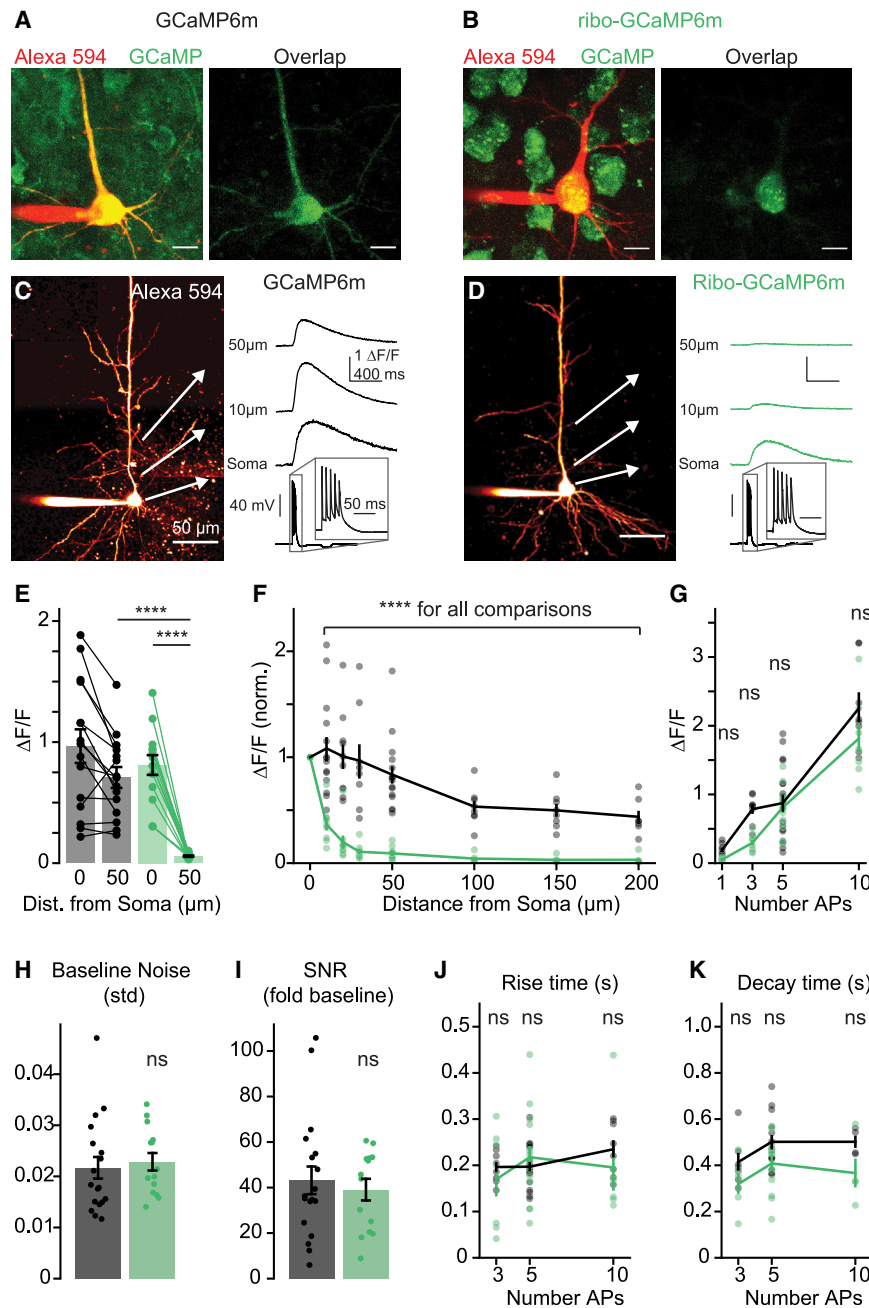 A GCaMP6m
Alexa 594 GCaMP Overlap
B ribo-GCaMP6m
Alexa 594 GCaMP Overlap
C Alexa 594 GCaMP6m
50µm
1 ΔF/F
400 ms
10µm
Soma
40 mV
50 ms
50 µm
D Ribo-GCaMP6m
50µm
10µm
Soma
E
****
****
2
1
0
ΔF/F
0 50 0 50
Dist. from Soma (µm)
F
**** for all comparisons
2
1
0
ΔF/F (norm.)
0 50 100 150 200
Distance from Soma (µm)
G
ns
ns
ns
ns
3
2
1
0
ΔF/F
1 3 5 10
Number APs
H Baseline Noise
(std)
ns
0.04
0.03
0.02
0.01
0
I SNR
(fold baseline)
ns
100
80
60
40
20
0
J Rise time (s)
ns ns ns
0.5
0.4
0.3
0.2
0.1
0
3 5 10
Number APs
K Decay time (s)
ns ns ns
1.0
0.8
0.6
0.4
0.2
0
3 5 10
Number APs